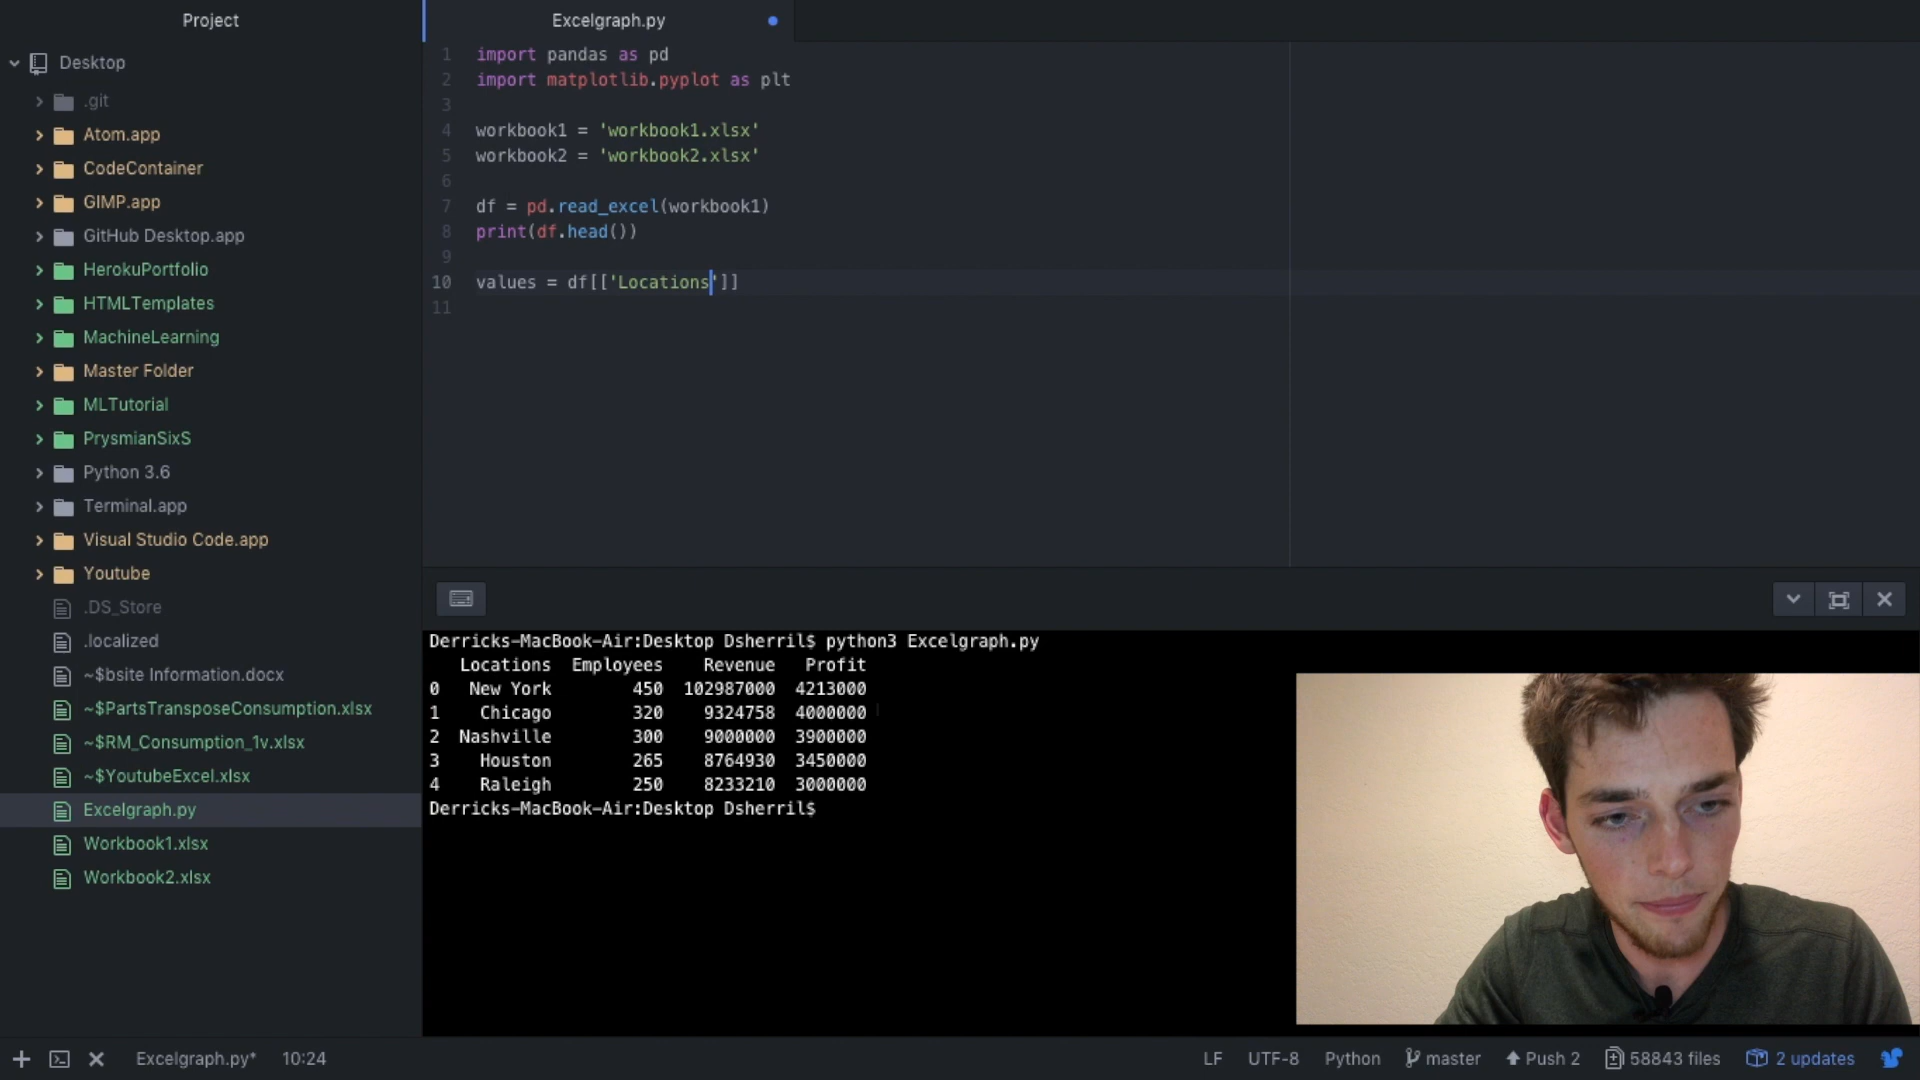 Project
Desktop
.git
Atom.app
CodeContainer
GIMP.app
GitHub Desktop.app
HerokuPortfolio
HTMLTemplates
MachineLearning
Master Folder
MLTutorial
PrysmianSixS
Python 3.6
Terminal.app
Visual Studio Code.app
Youtube
.DS_Store
.localized
~$bsite Information.docx
~$PartsTransposeConsumption.xlsx
~$RM_Consumption_1v.xlsx
~$YoutubeExcel.xlsx
Excelgraph.py
Workbook1.xlsx
Workbook2.xlsx
Excelgraph.py
1 import pandas as pd
2 import matplotlib.pyplot as plt
3
4 workbook1 = 'workbook1.xlsx'
5 workbook2 = 'workbook2.xlsx'
6
7 df = pd.read_excel(workbook1)
8 print(df.head())
9
10 values = df[['Locations']]
11
Derricks-MacBook-Air:Desktop Dsherril$ python3 Excelgraph.py
Locations Employees Revenue Profit
0 New York 450 102987000 4213000
1 Chicago 320 9324758 4000000
2 Nashville 300 9000000 3900000
3 Houston 265 8764930 3450000
4 Raleigh 250 8233210 3000000
Derricks-MacBook-Air:Desktop Dsherril$
Excelgraph.py* 10:24 LF UTF-8 Python master Push 2 58843 files 2 updates